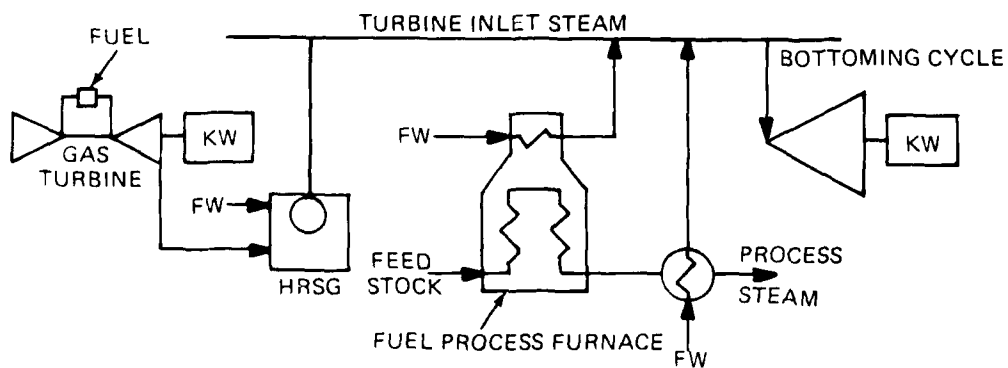 TURBINE INLET STEAM
FUEL
BOTTOMING CYCLE
KW
GAS
TURBINE
FW
HRSG
FW
FEED
STOCK
FUEL PROCESS FURNACE
PROCESS
STEAM
FW
KW